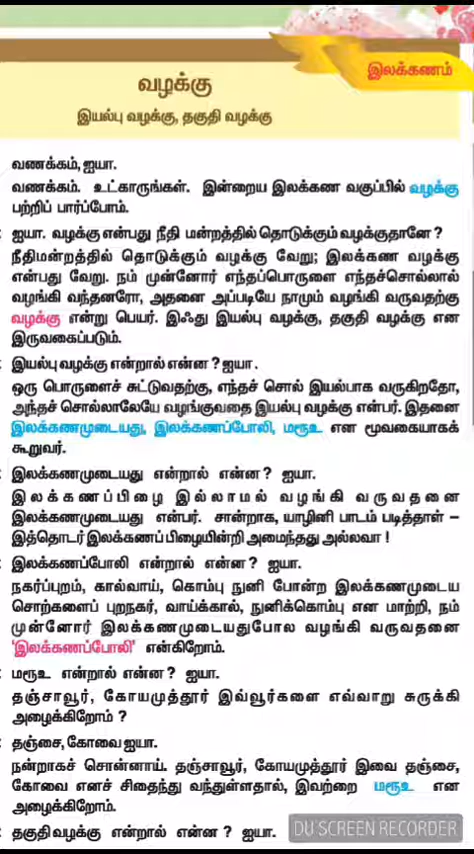 இலக்கணம்
வழக்கு
இயல்பு வழக்கு, தகுதி வழக்கு
வணக்கம், ஐயா.
வணக்கம். உட்காருங்கள். இன்றைய இலக்கண வகுப்பில் வழக்கு
பற்றிப் பார்ப்போம்.
: ஐயா. வழக்கு என்பது நீதி மன்றத்தில் தொடுக்கும் வழக்குதானே ?
நீதிமன்றத்தில் தொடுக்கும் வழக்கு வேறு; இலக்கண வழக்கு
என்பது வேறு. நம் முன்னோர் எந்தப்பொருளை எந்தச்சொல்லால்
வழங்கி வந்தனரோ, அதனை அப்படியே நாமும் வழங்கி வருவதற்கு
வழக்கு என்று பெயர். இஃது இயல்பு வழக்கு, தகுதி வழக்கு என
இருவகைப்படும்.
: இயல்பு வழக்கு என்றால் என்ன ? ஐயா .
ஒரு பொருளைச் சுட்டுவதற்கு, எந்தச் சொல் இயல்பாக வருகிறதோ,
அந்தச் சொல்லாலேயே வழங்குவதை இயல்பு வழக்கு என்பர். இதனை
இலக்கணமுடையது, இலக்கணப்போலி, மரூஉ என மூவகையாகக்
கூறுவர்.
: இலக்கணமுடையது என்றால் என்ன ? ஐயா.
இலக்கணப்பிழை இல்லாமல் வழங்கி வருவதனை
இலக்கணமுடையது என்பர். சான்றாக, யாழினி பாடம் படித்தாள் –
இத்தொடர் இலக்கணப் பிழையின்றி அமைந்தது அல்லவா !
: இலக்கணப்போலி என்றால் என்ன ? ஐயா.
நகர்ப்புறம், கால்வாய், கொம்பு நுனி போன்ற இலக்கணமுடைய
சொற்களைப் புறநகர், வாய்க்கால், நுனிக்கொம்பு என மாற்றி, நம்
முன்னோர் இலக்கணமுடையதுபோல வழங்கி வருவதனை
'இலக்கணப்போலி' என்கிறோம்.
: மரூஉ என்றால் என்ன ? ஐயா.
தஞ்சாவூர், கோயமுத்தூர் இவ்வூர்களை எவ்வாறு சுருக்கி
அழைக்கிறோம் ?
: தஞ்சை, கோவை ஐயா.
நன்றாகச் சொன்னாய். தஞ்சாவூர், கோயமுத்தூர் இவை தஞ்சை,
கோவை எனச் சிதைந்து வந்துள்ளதால், இவற்றை மரூஉ என
அழைக்கிறோம்.
: தகுதி வழக்கு என்றால் என்ன ? ஐயா.
DU SCREEN RECORDER